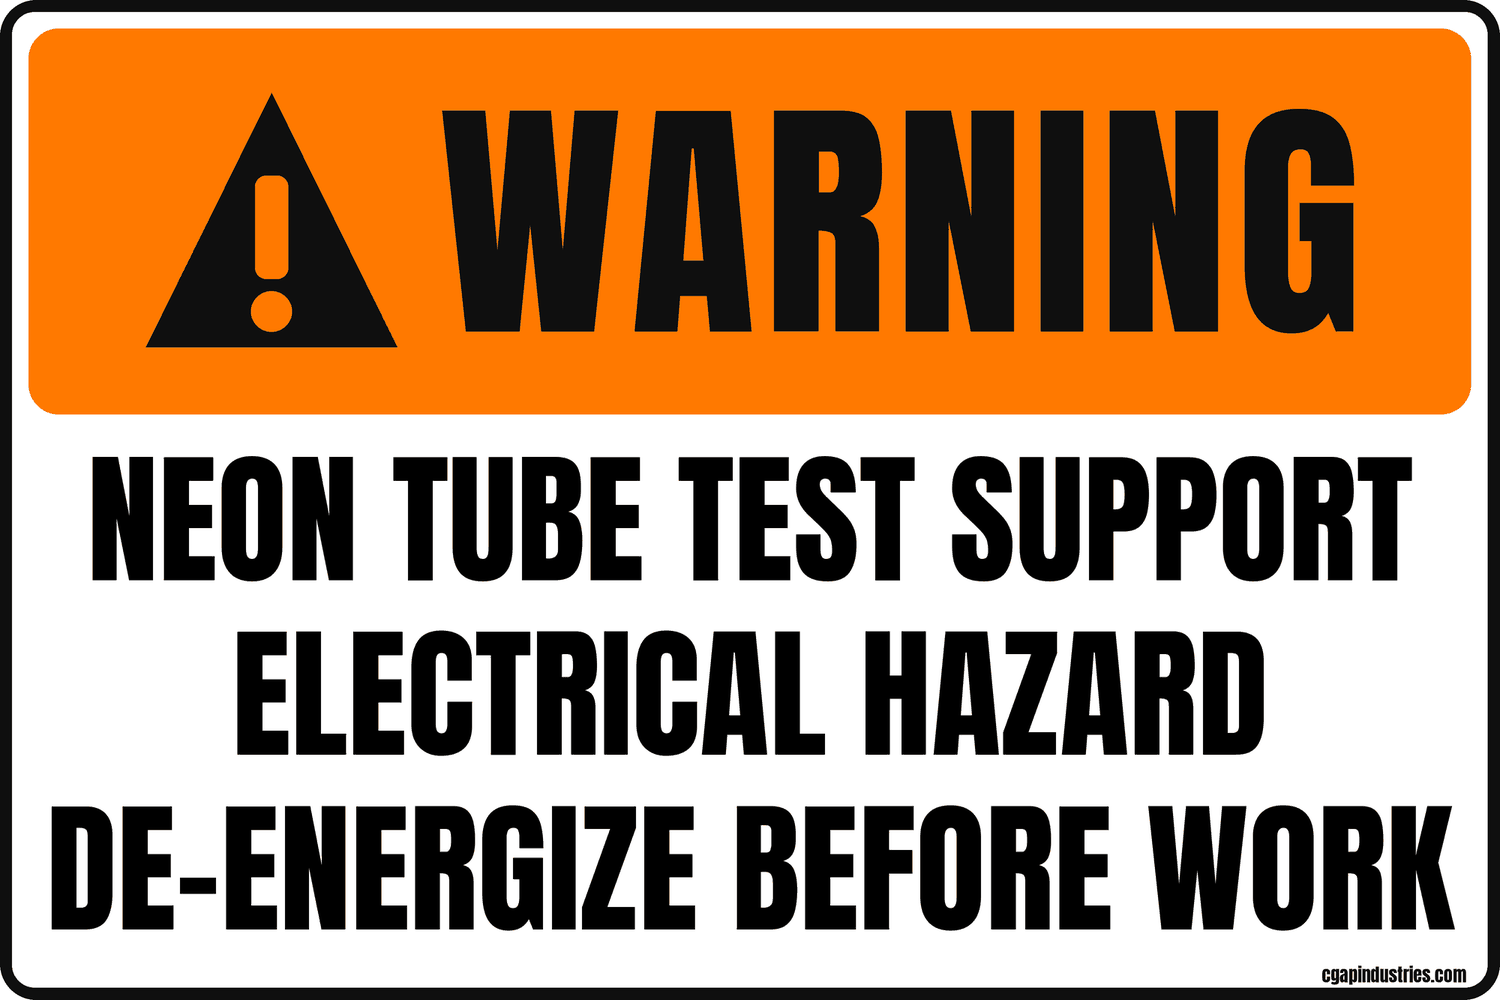 WARNING
NEON TUBE TEST SUPPORT
ELECTRICAL HAZARD
DE-ENERGIZE BEFORE WORK
cgapindustries.com